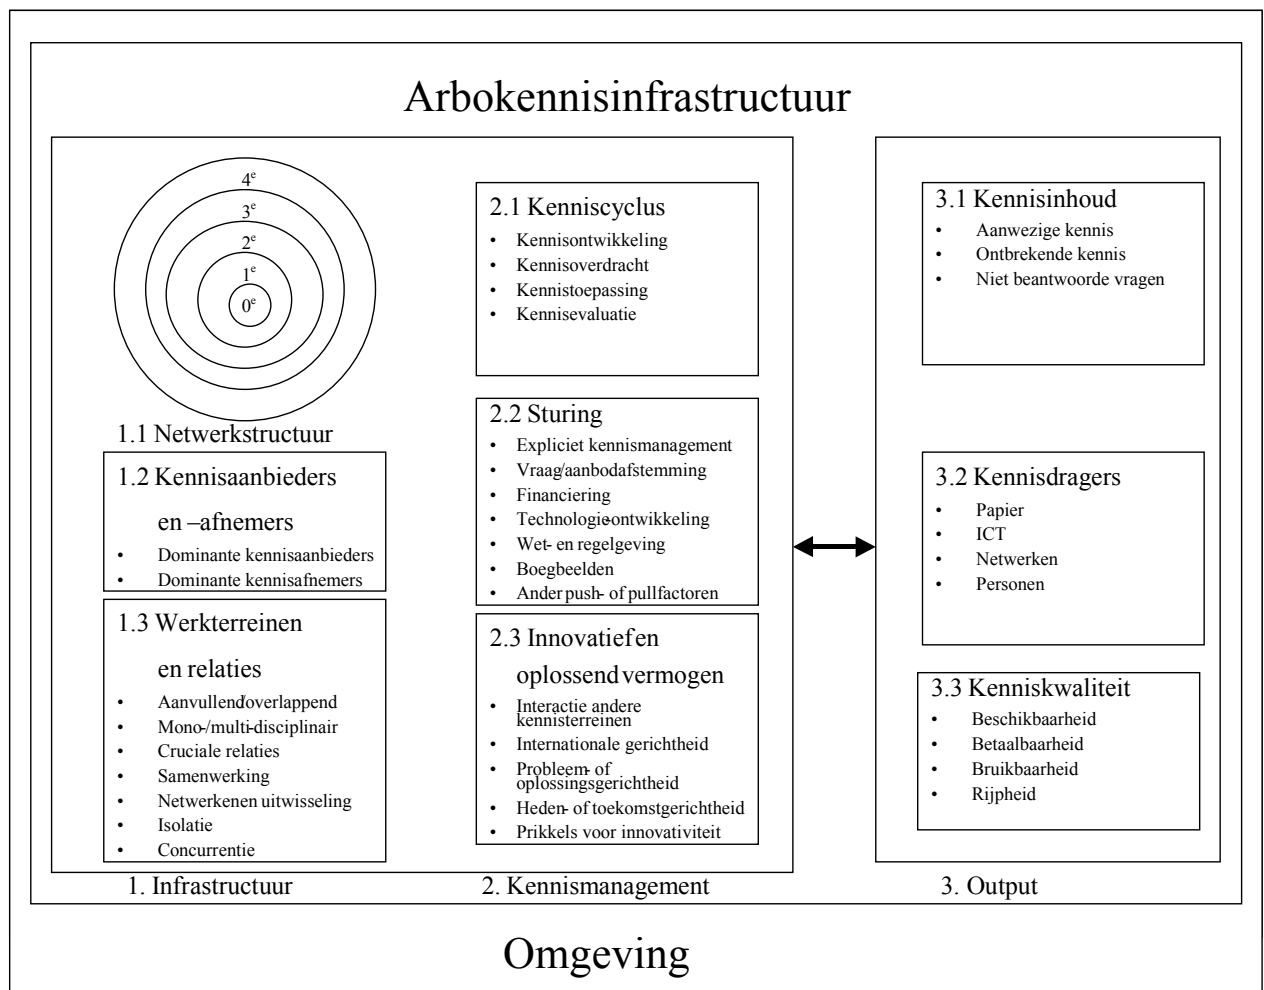 Arbokennisinfrastructuur
4e
3e
2e
1e
0e
1.1 Netwerkstructuur
1.2 Kennisaanbieders
en –afnemers
• Dominante kennisaanbieders
• Dominante kennisafnemers
1.3 Werkterreinen
en relaties
• Aanvullend/overlappend
• Mono-/multi-disciplinair
• Cruciale relaties
• Samenwerking
• Netwerkenen uitwisseling
• Isolatie
• Concurrentie
1. Infrastructuur
2.1 Kenniscyclus
• Kennisontwikkeling
• Kennisoverdracht
• Kennistoepassing
• Kennisevaluatie
2.2 Sturing
• Expliciet kennismanagement
• Vraag/aanbodafstemming
• Financiering
• Technologie-ontwikkeling
• Wet- en regelgeving
• Boegbeelden
• Ander push- of pullfactoren
2.3 Innovatief en
oplossend vermogen
• Interactie andere
kennisterreinen
• Internationale gerichtheid
• Probleem- of
oplossingsgerichtheid
• Heden- of toekomstgerichtheid
• Prikkels voor innovativiteit
2. Kennismanagement
3.1 Kennisinhoud
• Aanwezige kennis
• Ontbrekende kennis
• Niet beantwoorde vragen
3.2 Kennisdragers
• Papier
• ICT
• Netwerken
• Personen
3.3 Kenniskwaliteit
• Beschikbaarheid
• Betaalbaarheid
• Bruikbaarheid
• Rijpheid
3. Output
Omgeving